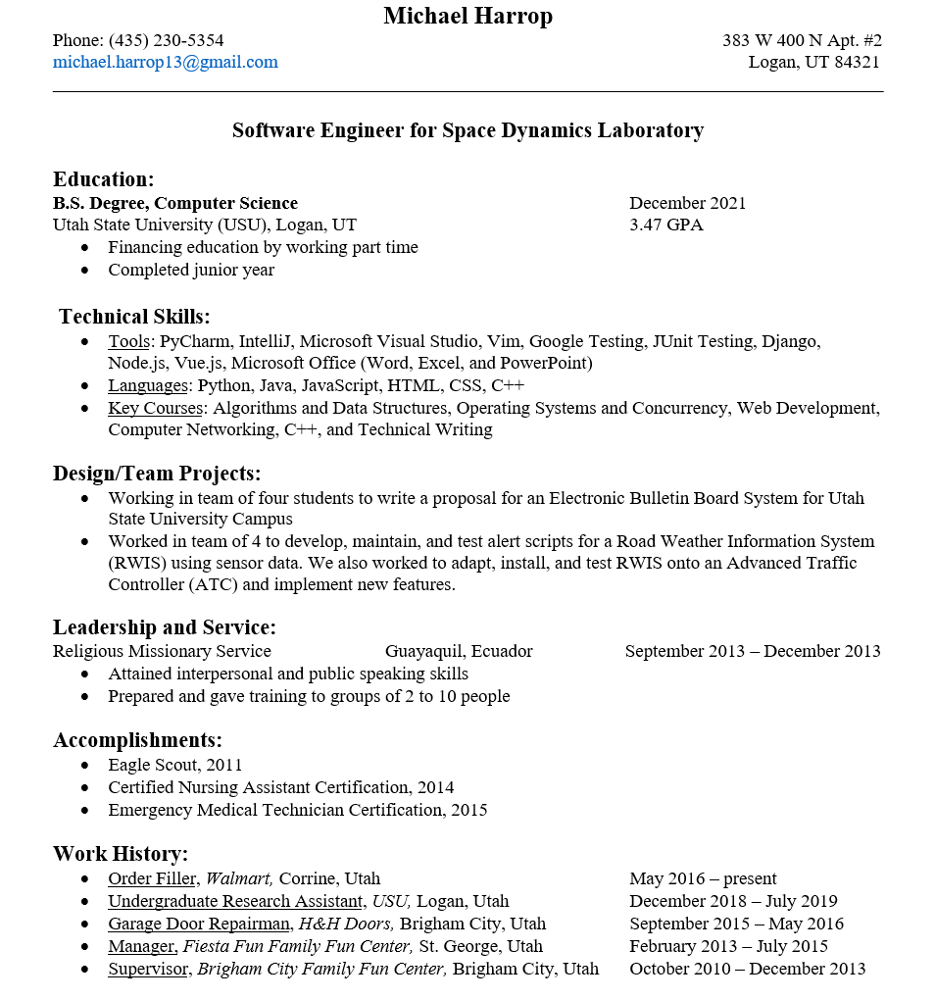 Michael Harrop
Phone: (435) 230-5354 383 W 400 N Apt. #2
michael.harrop13@gmail.com Logan, UT 84321
Software Engineer for Space Dynamics Laboratory
Education:
B.S. Degree, Computer Science December 2021
Utah State University (USU), Logan, UT 3.47 GPA
• Financing education by working part time
• Completed junior year
Technical Skills:
• Tools: PyCharm, IntelliJ, Microsoft Visual Studio, Vim, Google Testing, JUnit Testing, Django,
Node.js, Vue.js, Microsoft Office (Word, Excel, and PowerPoint)
• Languages: Python, Java, JavaScript, HTML, CSS, C++
• Key Courses: Algorithms and Data Structures, Operating Systems and Concurrency, Web Development,
Computer Networking, C++, and Technical Writing
Design/Team Projects:
• Working in team of four students to write a proposal for an Electronic Bulletin Board System for Utah
State University Campus
• Worked in team of 4 to develop, maintain, and test alert scripts for a Road Weather Information System
(RWIS) using sensor data. We also worked to adapt, install, and test RWIS onto an Advanced Traffic
Controller (ATC) and implement new features.
Leadership and Service:
Religious Missionary Service Guayaquil, Ecuador September 2013 – December 2013
• Attained interpersonal and public speaking skills
• Prepared and gave training to groups of 2 to 10 people
Accomplishments:
• Eagle Scout, 2011
• Certified Nursing Assistant Certification, 2014
• Emergency Medical Technician Certification, 2015
Work History:
• Order Filler, Walmart, Corrine, Utah May 2016 – present
• Undergraduate Research Assistant, USU, Logan, Utah December 2018 – July 2019
• Garage Door Repairman, H&H Doors, Brigham City, Utah September 2015 – May 2016
• Manager, Fiesta Fun Family Fun Center, St. George, Utah February 2013 – July 2015
• Supervisor, Brigham City Family Fun Center, Brigham City, Utah October 2010 – December 2013